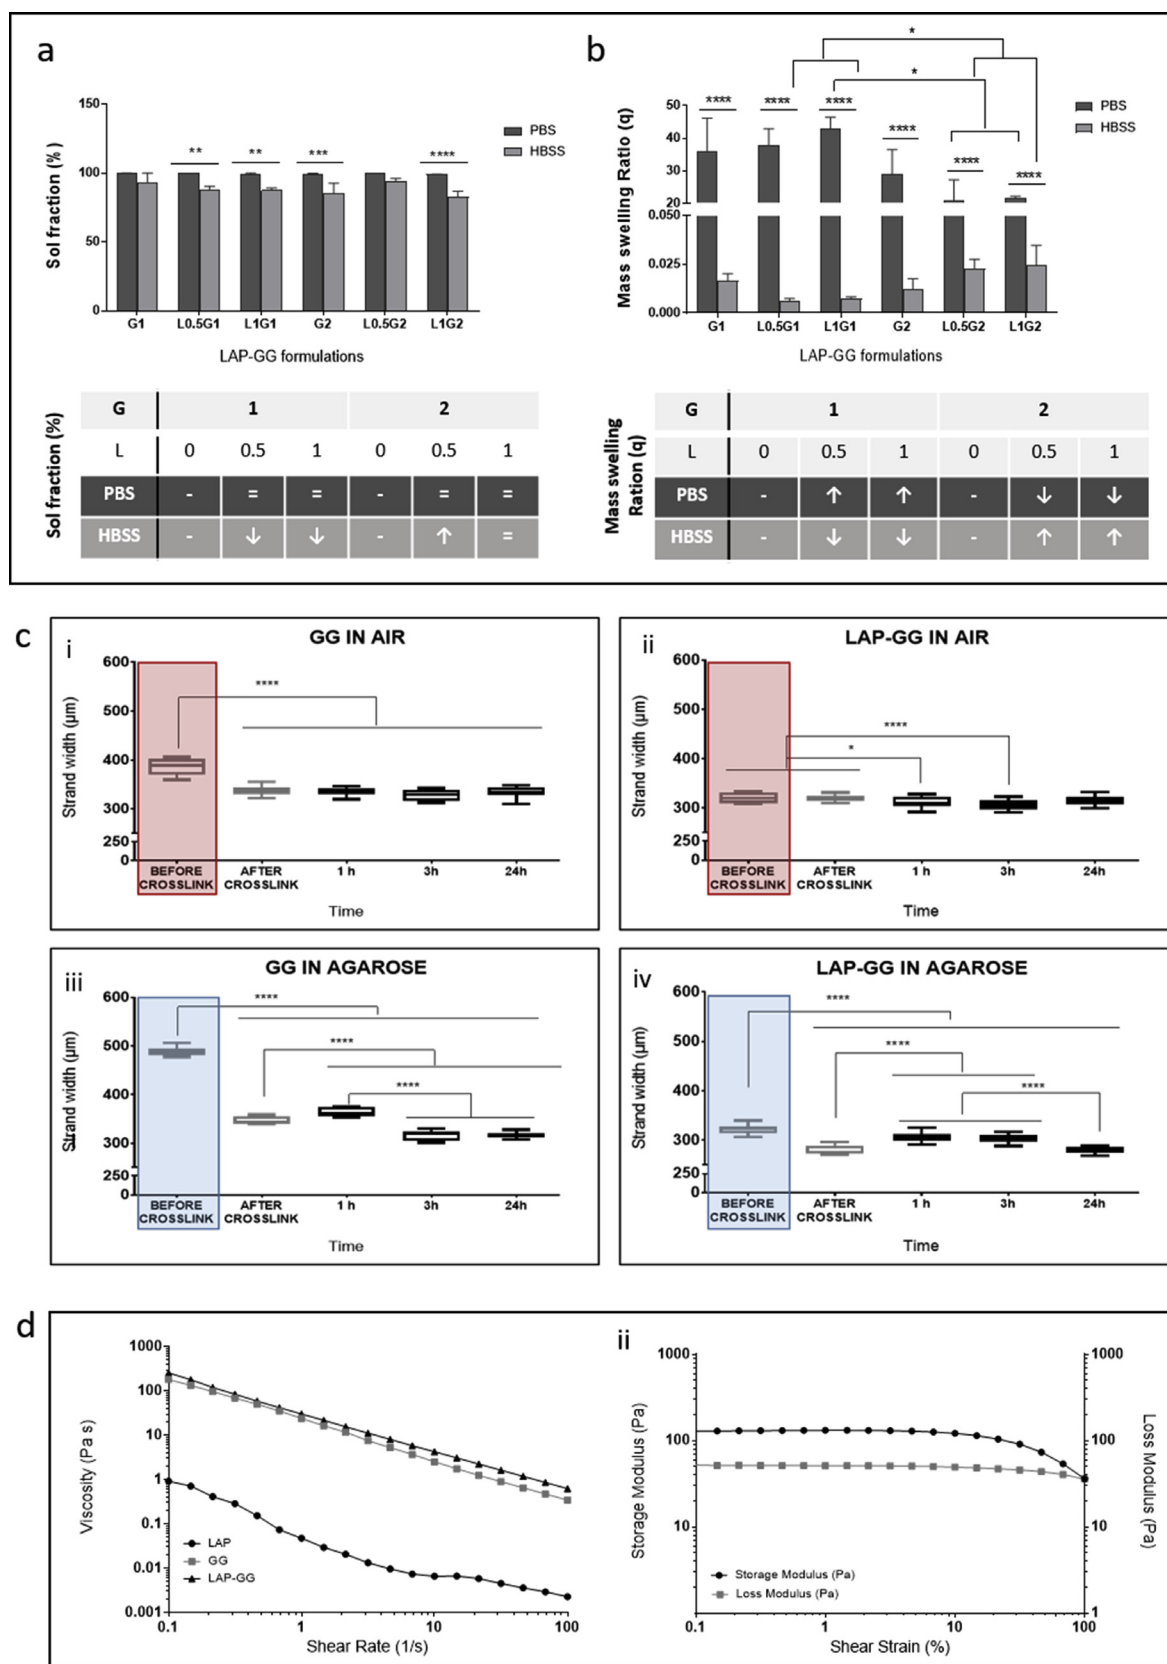 a
150
100
50
0
Sol fraction (%)
** ** *** ****
PBS
HBSS
G1 L0.5G1 L1G1 G2 L0.5G2 L1G2
LAP-GG formulations
Sol fraction (%)
G 1 2
L 0 0.5 1 0 0.5 1
PBS - = = - = =
HBSS - ↓ ↓ - ↑ =
b
*
*
50
40
30
20
0.050
0.025
0.000
Mass swelling Ratio (q)
**** **** **** **** **** ****
PBS
HBSS
G1 L0.5G1 L1G1 G2 L0.5G2 L1G2
LAP-GG formulations
Mass swelling
Ration (q)
G 1 2
L 0 0.5 1 0 0.5 1
PBS - ↑ ↑ - ↓ ↓
HBSS - ↓ ↓ - ↑ ↑
c
i
GG IN AIR
600
500
400
300
250
0
Strand width (µm)
****
BEFORE CROSSLINK AFTER CROSSLINK 1 h 3h 24h
Time
ii
LAP-GG IN AIR
600
500
400
300
250
0
Strand width (µm)
****
*
BEFORE CROSSLINK AFTER CROSSLINK 1 h 3h 24h
Time
iii
GG IN AGAROSE
600
500
400
300
250
0
Strand width (µm)
****
****
****
BEFORE CROSSLINK AFTER CROSSLINK 1 h 3h 24h
Time
iv
LAP-GG IN AGAROSE
600
500
400
300
250
0
Strand width (µm)
****
****
****
BEFORE CROSSLINK AFTER CROSSLINK 1 h 3h 24h
Time
d
1000
100
10
1
0.1
0.01
0.001
Viscosity (Pa s)
LAP
GG
LAP-GG
0.1 1 10 100
Shear Rate (1/s)
ii
1000
100
10
Storage Modulus (Pa)
1000
100
10
1
Loss Modulus (Pa)
Storage Modulus (Pa)
Loss Modulus (Pa)
0.1 1 10 100
Shear Strain (%)